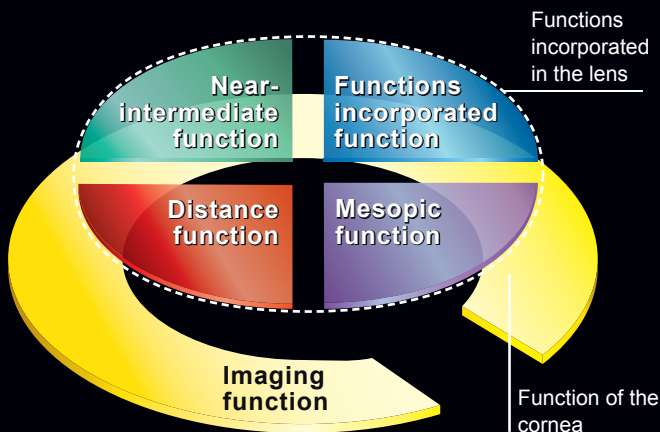 Functions
incorporated
in the lens
Near-
intermediate
function
Functions
incorporated
function
Distance
function
Mesopic
function
Imaging
function
Function of the
cornea